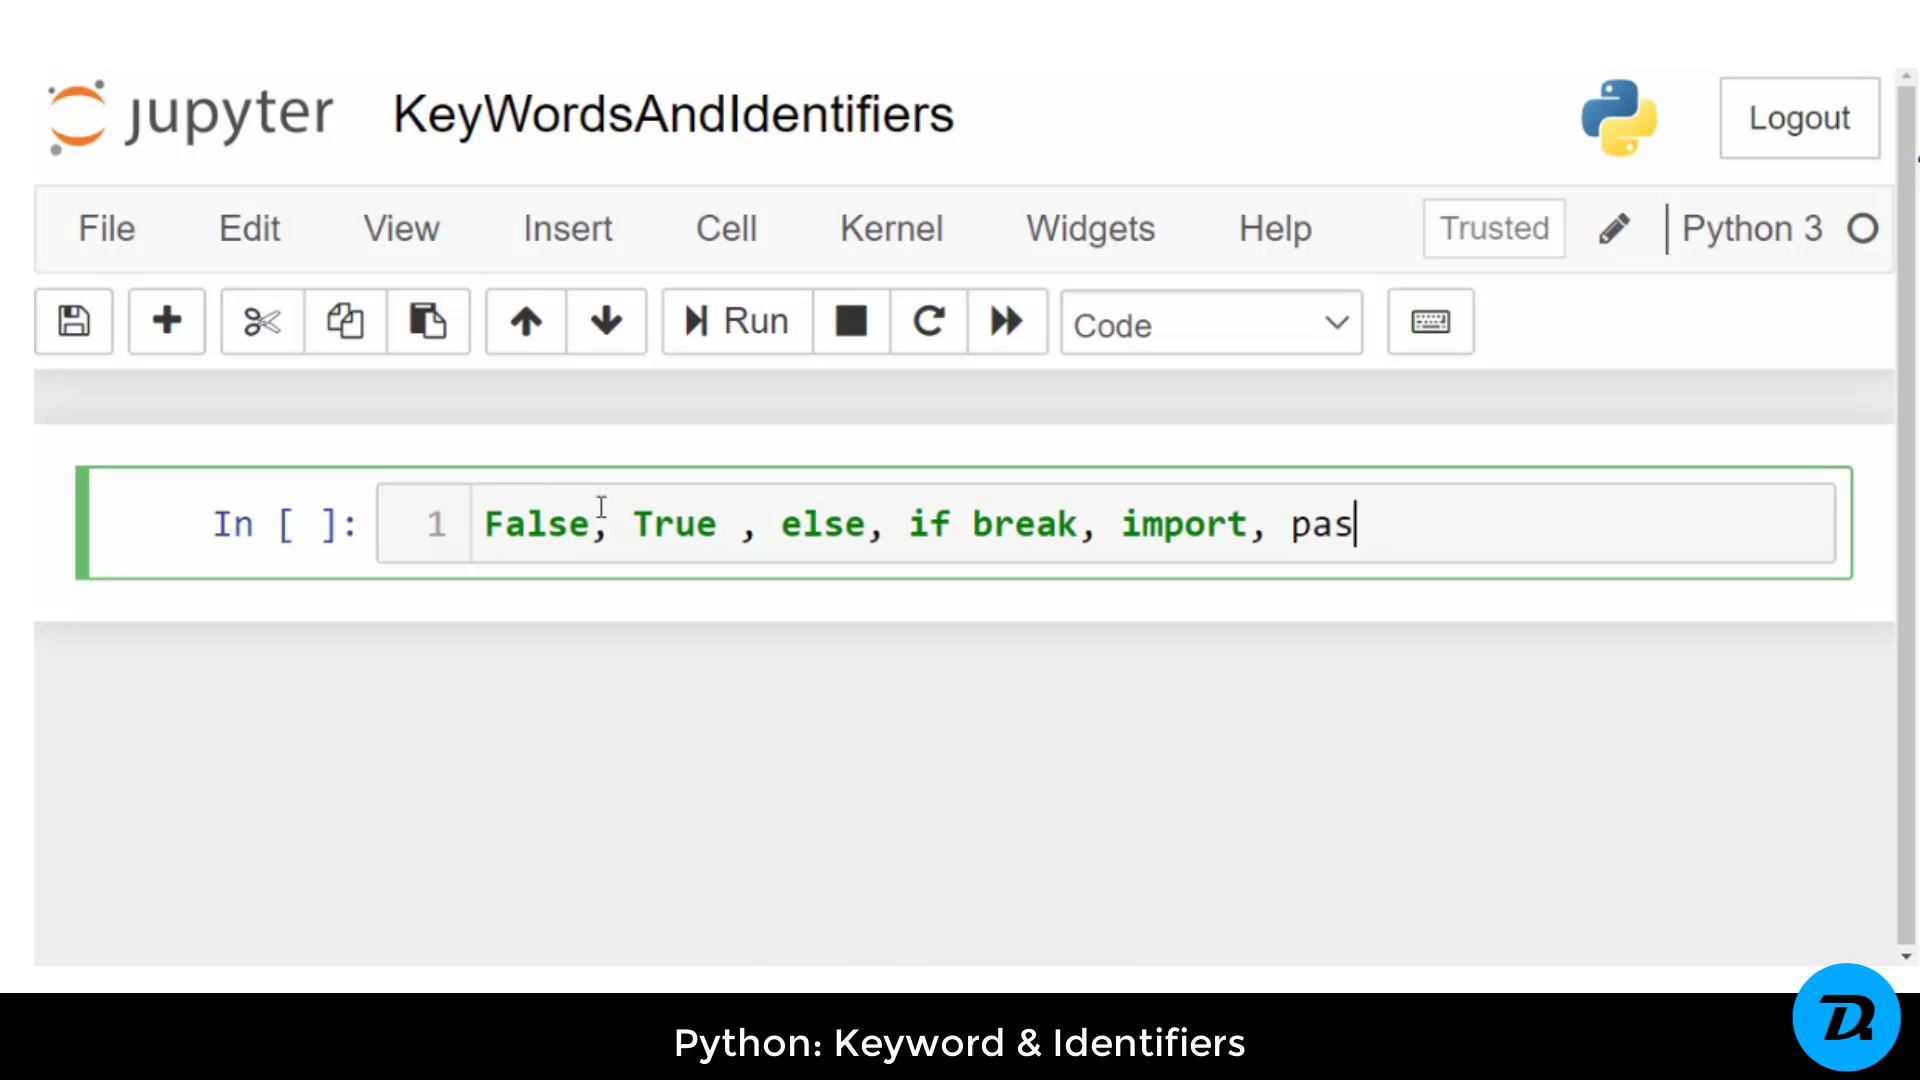 jupyter KeyWordsAndIdentifiers Logout
File Edit View Insert Cell Kernel Widgets Help Trusted Python 3
Run Code
In [ ]: 1 False, True , else, if break, import, pas
Python: Keyword & Identifiers